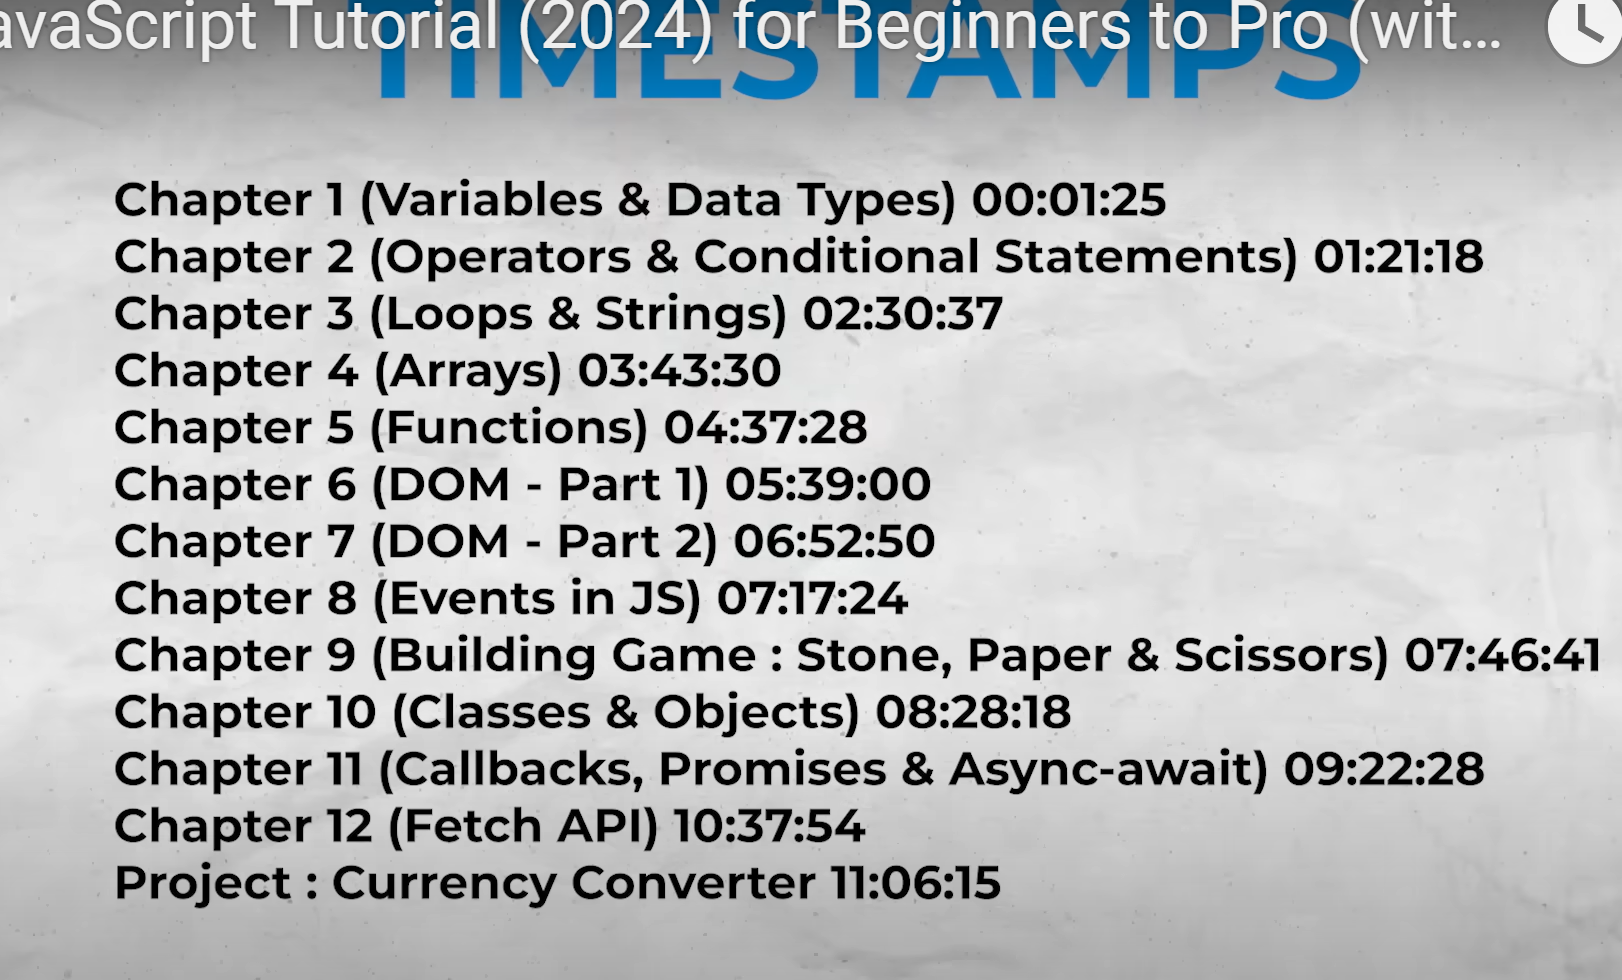 avaScript Tutorial (2024) for Beginners to Pro (wit...
TIMESTAMPS
Chapter 1 (Variables & Data Types) 00:01:25
Chapter 2 (Operators & Conditional Statements) 01:21:18
Chapter 3 (Loops & Strings) 02:30:37
Chapter 4 (Arrays) 03:43:30
Chapter 5 (Functions) 04:37:28
Chapter 6 (DOM - Part 1) 05:39:00
Chapter 7 (DOM - Part 2) 06:52:50
Chapter 8 (Events in JS) 07:17:24
Chapter 9 (Building Game : Stone, Paper & Scissors) 07:46:41
Chapter 10 (Classes & Objects) 08:28:18
Chapter 11 (Callbacks, Promises & Async-await) 09:22:28
Chapter 12 (Fetch API) 10:37:54
Project : Currency Converter 11:06:15